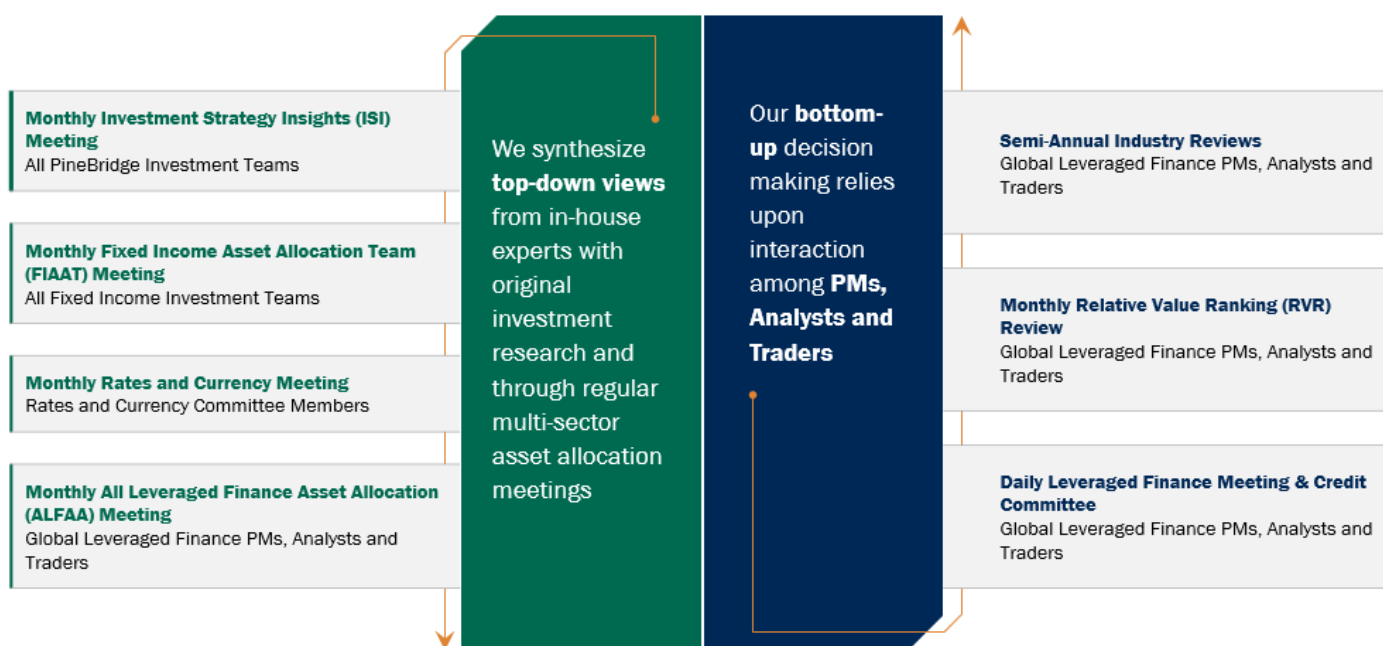 Monthly Investment Strategy Insights (ISI)
Meeting
All PineBridge Investment Teams
Monthly Fixed Income Asset Allocation Team
(FIAAT) Meeting
All Fixed Income Investment Teams
Monthly Rates and Currency Meeting
Rates and Currency Committee Members
Monthly All Leveraged Finance Asset Allocation
(ALFAA) Meeting
Global Leveraged Finance PMs, Analysts and
Traders
We synthesize
top-down views
from in-house
experts with
original
investment
research and
through regular
multi-sector
asset allocation
meetings
Our bottom-
up decision
making relies
upon
interaction
among PMs,
Analysts and
Traders
Semi-Annual Industry Reviews
Global Leveraged Finance PMs, Analysts and
Traders
Monthly Relative Value Ranking (RVR)
Review
Global Leveraged Finance PMs, Analysts and
Traders
Daily Leveraged Finance Meeting & Credit
Committee
Global Leveraged Finance PMs, Analysts and
Traders